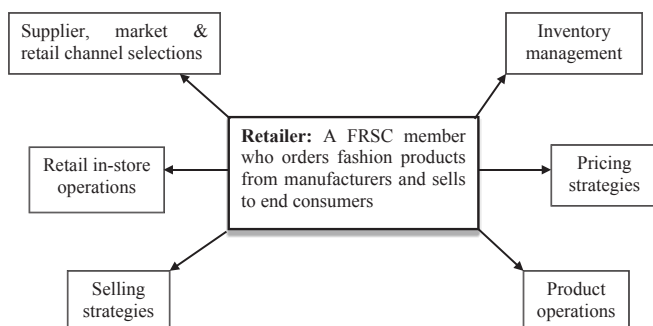 Supplier, market &
retail channel selections
Inventory
management
Retailer: A FRSC member
who orders fashion products
from manufacturers and sells
to end consumers
Retail in-store
operations
Pricing
strategies
Selling
strategies
Product
operations